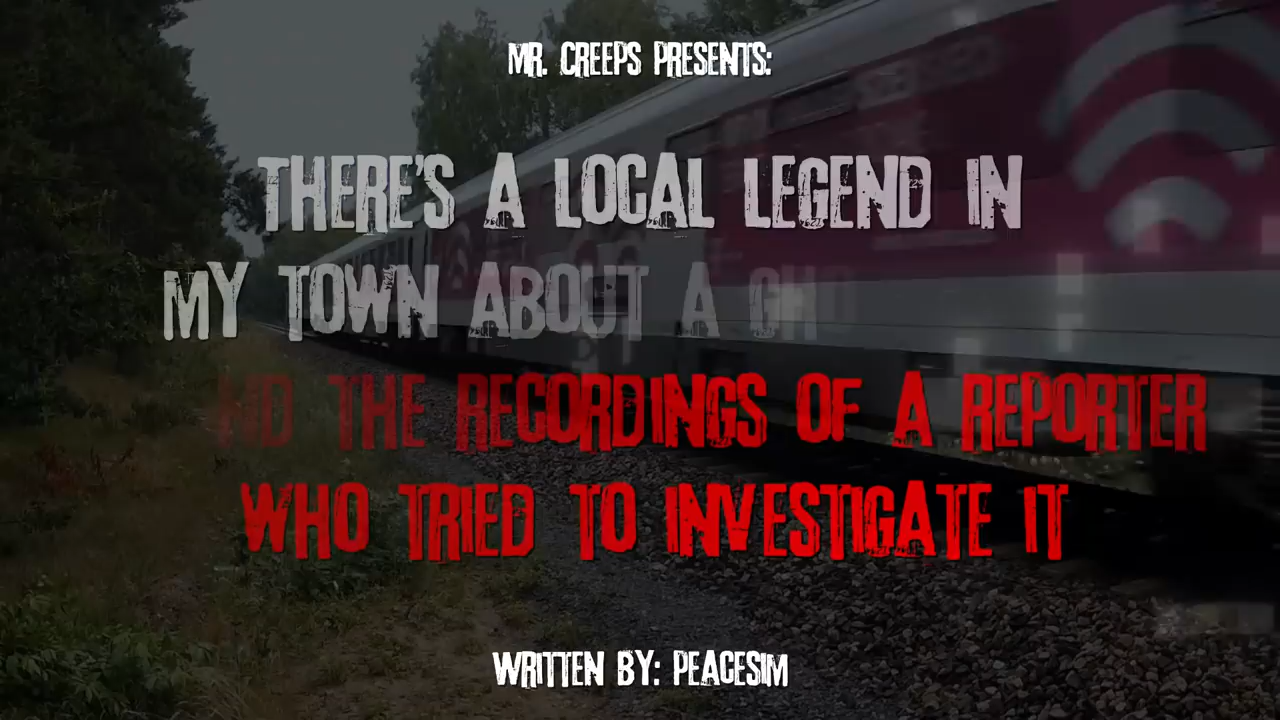 MR. CREEPS PRESENTS:
THERE'S A LOCAL LEGEND IN
MY TOWN ABOUT A
THE RECORDINGS OF A REPORTER
WHO TRIED TO INVESTIGATE IT
WRITTEN BY: PEACESIM